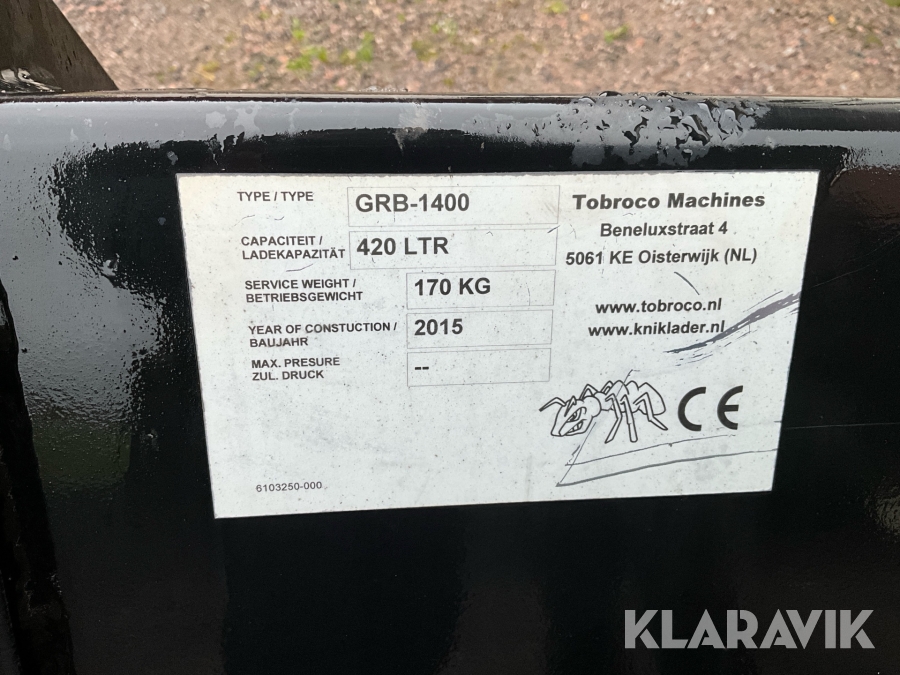 TYPE / TYPE GRB-1400
CAPACITEIT /
LADEKAPAZITÄT 420 LTR
SERVICE WEIGHT /
BETRIEBSGEWICHT 170 KG
YEAR OF CONSTUCTION /
BAUJAHR 2015
MAX. PRESURE
ZUL. DRUCK --
6103250-000
Tobroco Machines
Beneluxstraat 4
5061 KE Oisterwijk (NL)
www.tobroco.nl
www.kniklader.nl
CE
KLARAVIK